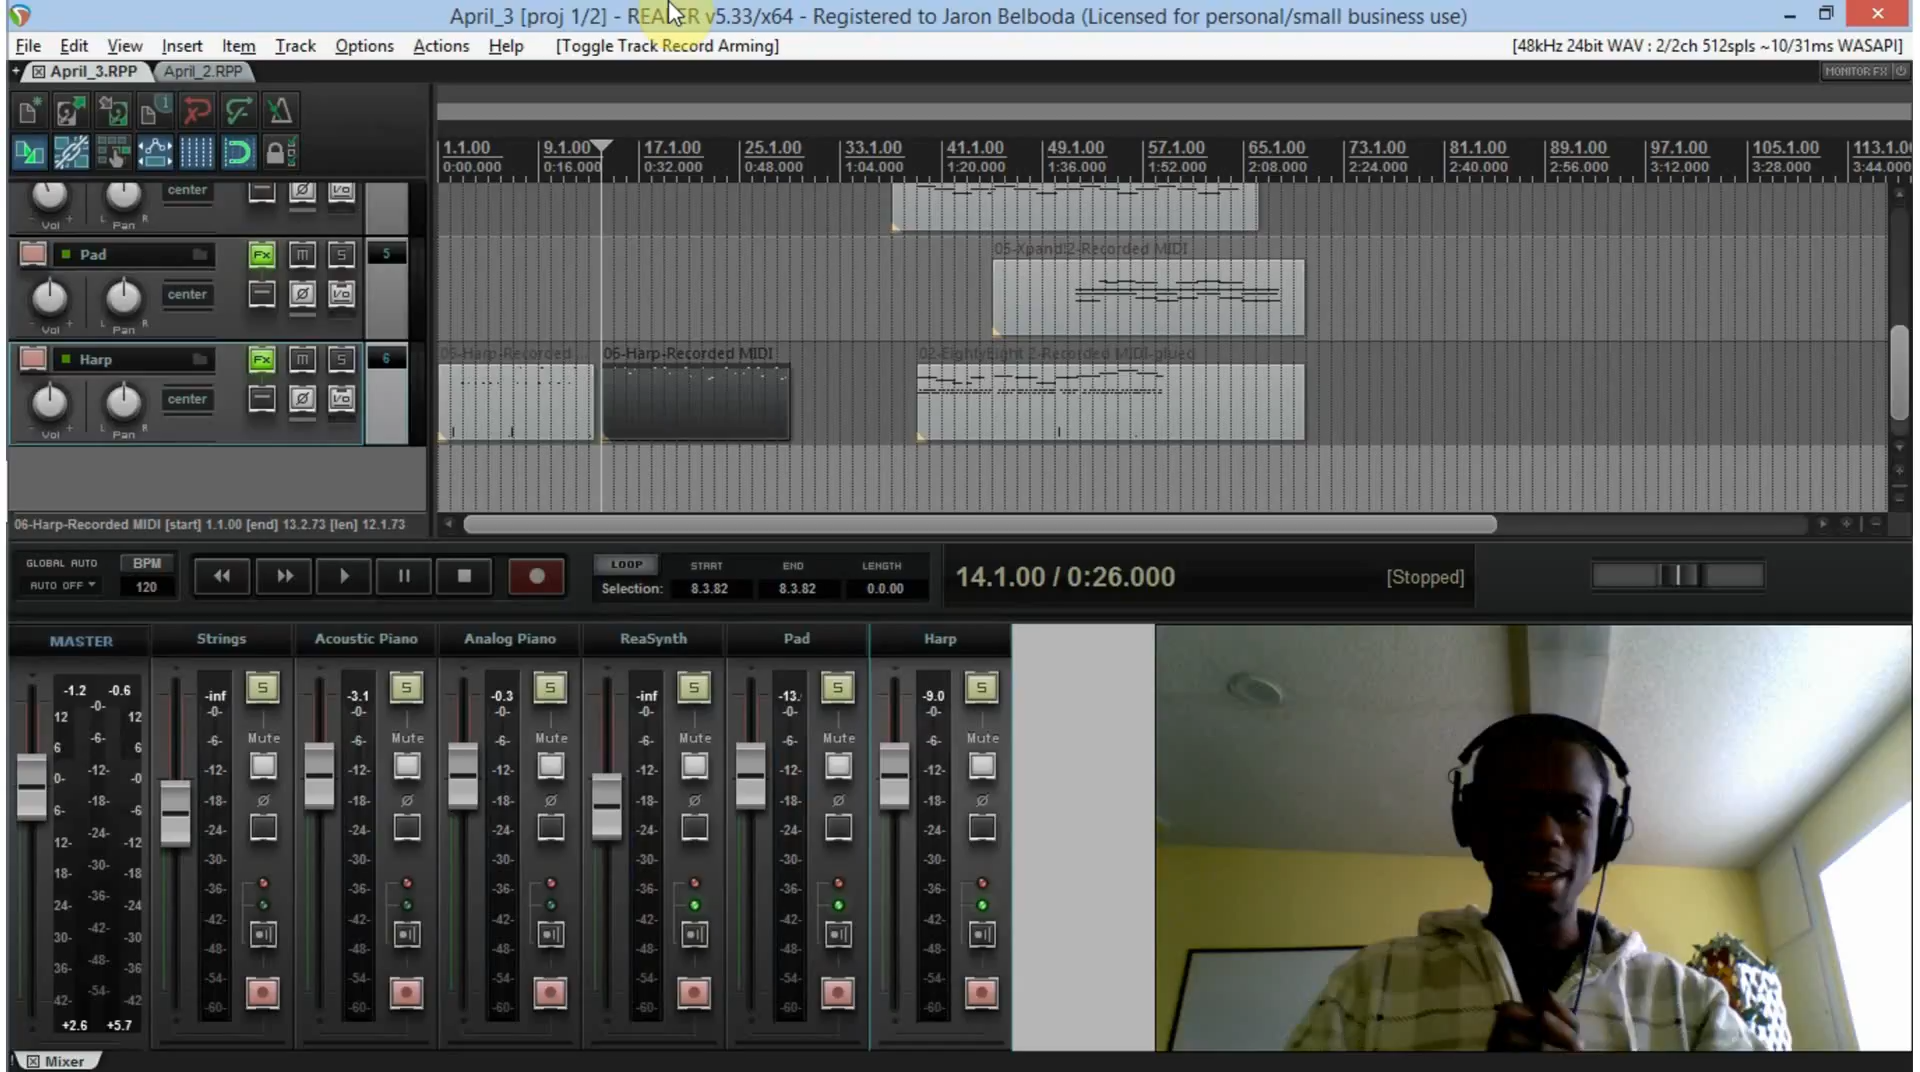 April_3 [proj 1/2] - REAPER v5.33/x64 - Registered to Jaron Belboda (Licensed for personal/small business use)
File Edit View Insert Item Track Options Actions Help [Toggle Track Record Arming] [48kHz 24bit WAV : 2/2ch 512spls ~10/31ms WASAPI]
April_3.RPP April_2.RPP MONITOR FX
1.1.00 9.1.00 17.1.00 25.1.00 33.1.00 41.1.00 49.1.00 57.1.00 65.1.00 73.1.00 81.1.00 89.1.00 97.1.00 105.1.00 113.1.0
0:00.000 0:16.000 0:32.000 0:48.000 1:04.000 1:20.000 1:36.000 1:52.000 2:08.000 2:24.000 2:40.000 2:56.000 3:12.000 3:28.000 3:44.000
center I/o
Vol L Pan R
05-Xpand!2-Recorded MIDI
Pad FX M S 5
center I/o
Vol L Pan R
06-Harp-Recorded ... 06-Harp-Recorded MIDI 02-EightyEight 2-Recorded MIDI-glued
Harp FX M S 6
center I/o
Vol L Pan R
06-Harp-Recorded MIDI [start] 1.1.00 [end] 13.2.73 [len] 12.1.73
GLOBAL AUTO BPM LOOP START END LENGTH
AUTO OFF 120 Selection: 8.3.82 8.3.82 0.0.00
14.1.00 / 0:26.000 [Stopped]
MASTER Strings Acoustic Piano Analog Piano ReaSynth Pad Harp
-1.2 -0.6 -inf S -3.1 S -0.3 S -inf S -13. S -9.0 S
-0- -0- -0- -0- -0- -0- -0-
12 12
6 -6- 6 -6- Mute -6- Mute -6- Mute -6- Mute -6- Mute -6- Mute
0- -12- -0 -12- -12- -12- -12- -12- -12-
6- -18- -6 -18- Ø -18- Ø -18- Ø -18- Ø -18- Ø -18- Ø
12- -24- -12 -24- -24- -24- -24- -24- -24-
18- -30- -18 -30- -30- -30- -30- -30- -30-
24- -36- -24 -36- -36- -36- -36- -36- -36-
30- -42- -30 -42- -42- -42- -42- -42- -42-
36- -48- -36 -48- -48- -48- -48- -48- -48-
42- -54- -42 -54- -54- -54- -54- -54- -54-
-60- -60- -60- -60- -60- -60-
+2.6 +5.7
Mixer